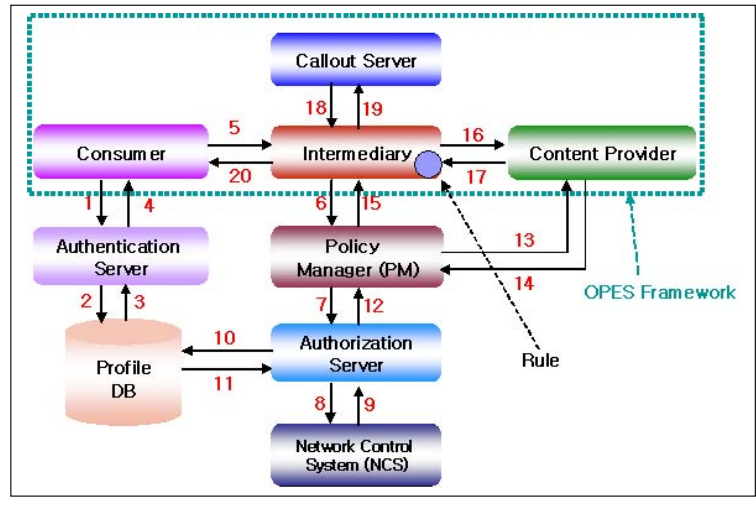 Callout Server
18
19
5
16
Consumer
Intermediary
Content Provider
20
17
1
4
6
15
Authentication
Server
Policy
Manager (PM)
13
14
OPES Framework
2
3
7
12
10
Authorization
Server
Rule
Profile
DB
11
8
9
Network Control
System (NCS)